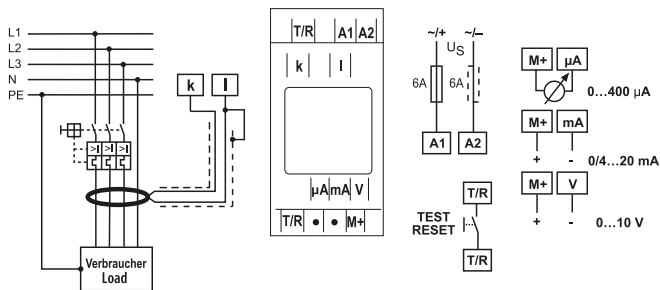 L1
L2
L3
N
PE
>I >I >I
k l
Verbraucher
Load
T/R A1 A2
k l
µA mA V
T/R • • M+
~/+ ~/−
US
6A 6A
A1 A2
T/R
TEST
RESET
T/R
M+ µA
0...400 µA
M+ mA
+ -
0/4...20 mA
M+ V
+ -
0...10 V